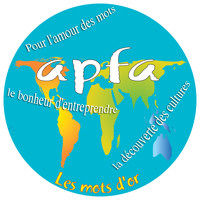 Pour l'amour des mots
apfa
le bonheur d'entreprendre
la découverte des cultures
Les mots d'or